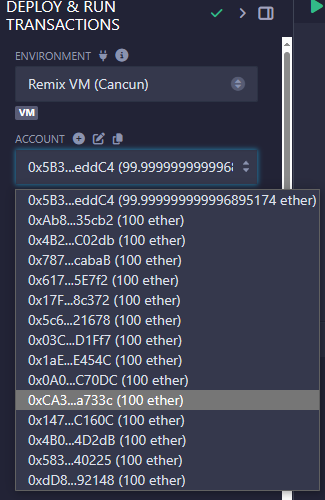 DEPLOY & RUN
TRANSACTIONS
ENVIRONMENT
Remix VM (Cancun)
VM
ACCOUNT
0x5B3...eddC4 (99.999999999996
0x5B3...eddC4 (99.999999999996895174 ether)
0xAb8...35cb2 (100 ether)
0x4B2...C02db (100 ether)
0x787...cabaB (100 ether)
0x617...5E7f2 (100 ether)
0x17F...8c372 (100 ether)
0x5c6...21678 (100 ether)
0x03C...D1Ff7 (100 ether)
0x1aE...E454C (100 ether)
0x0A0...C70DC (100 ether)
0xCA3...a733c (100 ether)
0x147...C160C (100 ether)
0x4B0...4D2dB (100 ether)
0x583...40225 (100 ether)
0xdD8...92148 (100 ether)